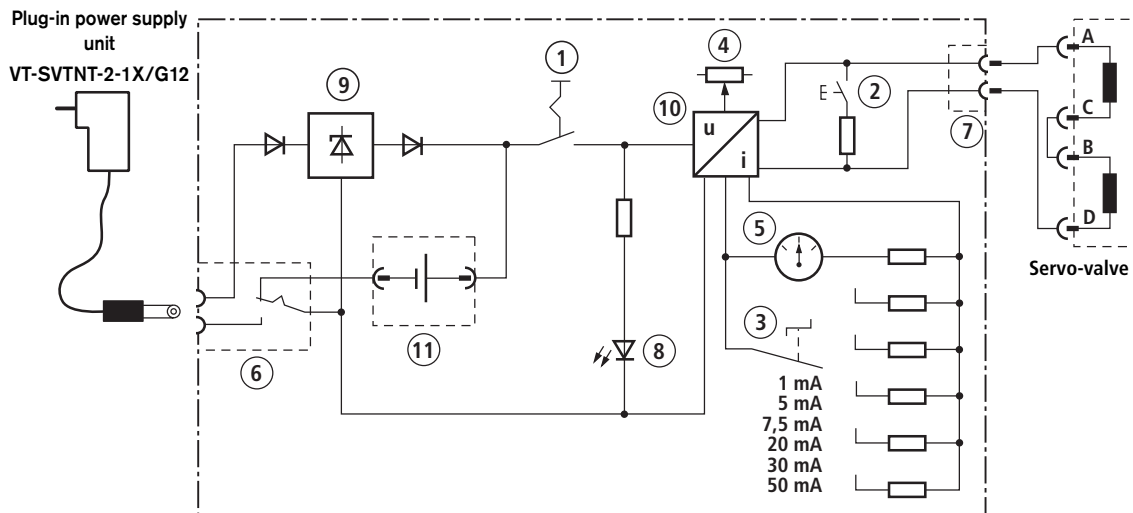 Plug-in power supply
unit
VT-SVTNT-2-1X/G12
1
2
3
4
5
6
7
8
9
10
11
u
i
E
A
C
B
D
Servo-valve
1 mA
5 mA
7,5 mA
20 mA
30 mA
50 mA